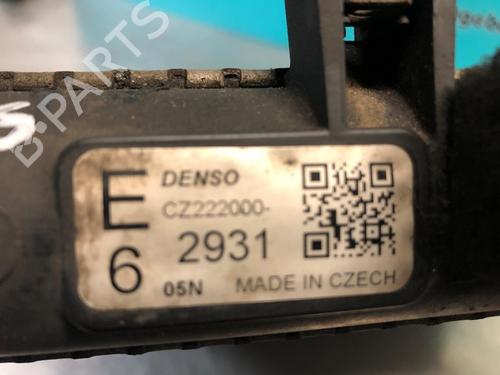 B-PARTS
S
E DENSO
CZ222000-
6 2931
05N MADE IN CZECH